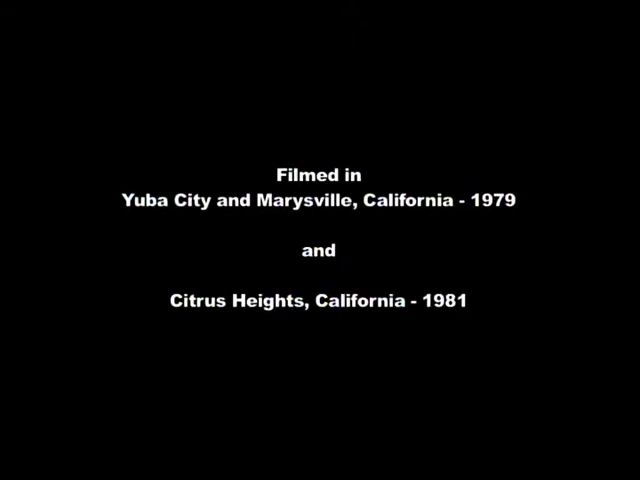 Filmed in
Yuba City and Marysville, California - 1979
and
Citrus Heights, California - 1981